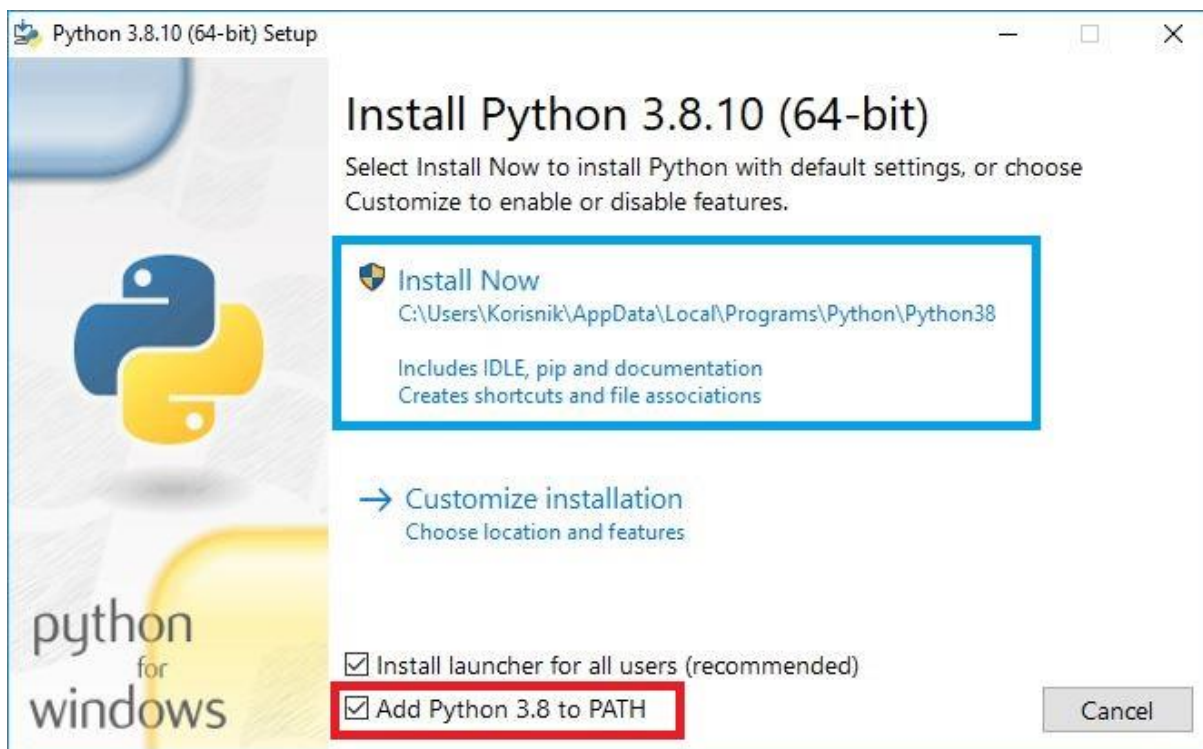 Python 3.8.10 (64-bit) Setup
Install Python 3.8.10 (64-bit)
Select Install Now to install Python with default settings, or choose
Customize to enable or disable features.
Install Now
C:\Users\Korisnik\AppData\Local\Programs\Python\Python38
Includes IDLE, pip and documentation
Creates shortcuts and file associations
Customize installation
Choose location and features
python
for
windows
Install launcher for all users (recommended)
Add Python 3.8 to PATH
Cancel